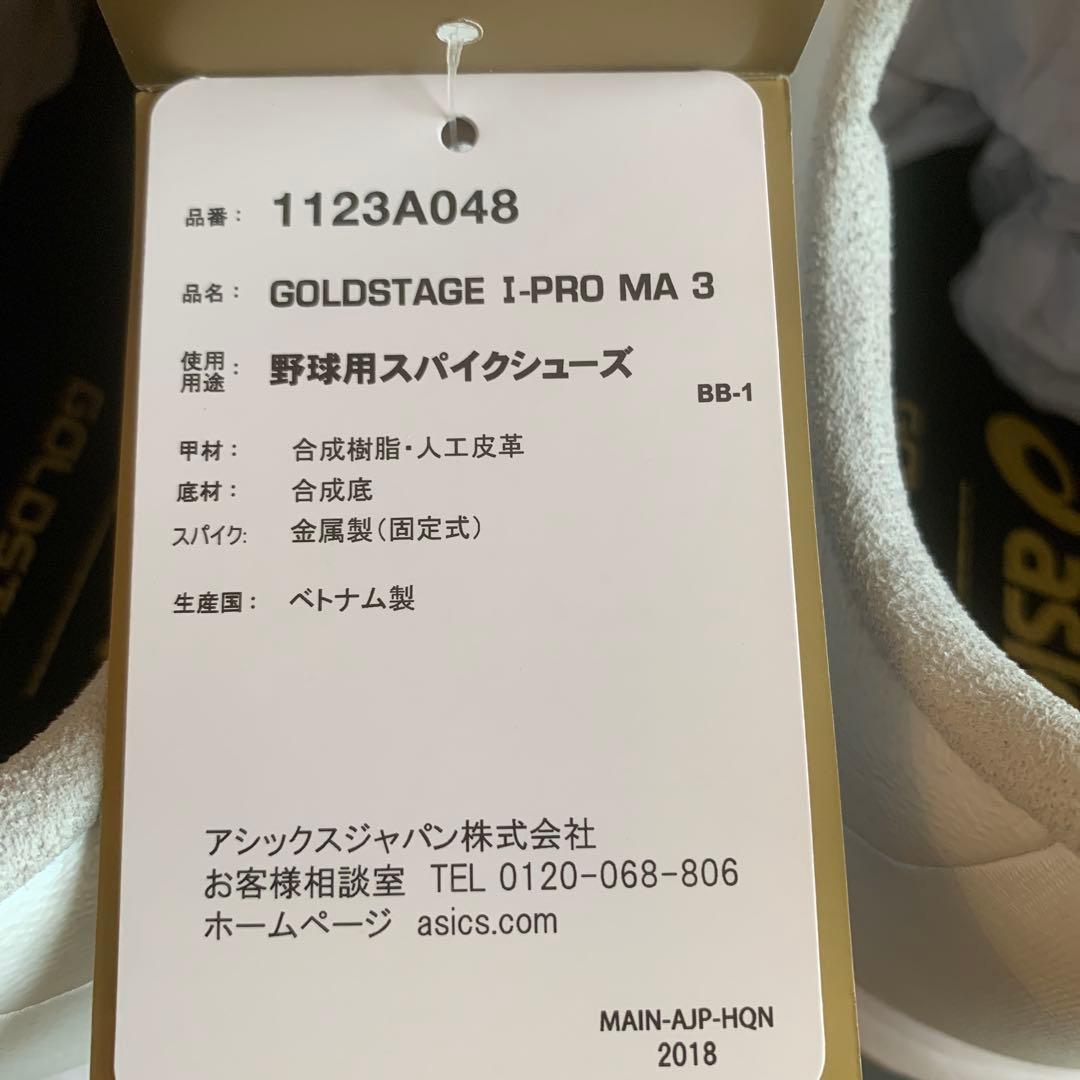 品番： 1123A048
品名： GOLDSTAGE I-PRO MA 3
使用用途： 野球用スパイクシューズ
BB-1
甲材： 合成樹脂・人工皮革
底材： 合成底
スパイク: 金属製（固定式）
生産国： ベトナム製
アシックスジャパン株式会社
お客様相談室 TEL 0120-068-806
ホームページ asics.com
MAIN-AJP-HQN
2018
GOLDST
asi